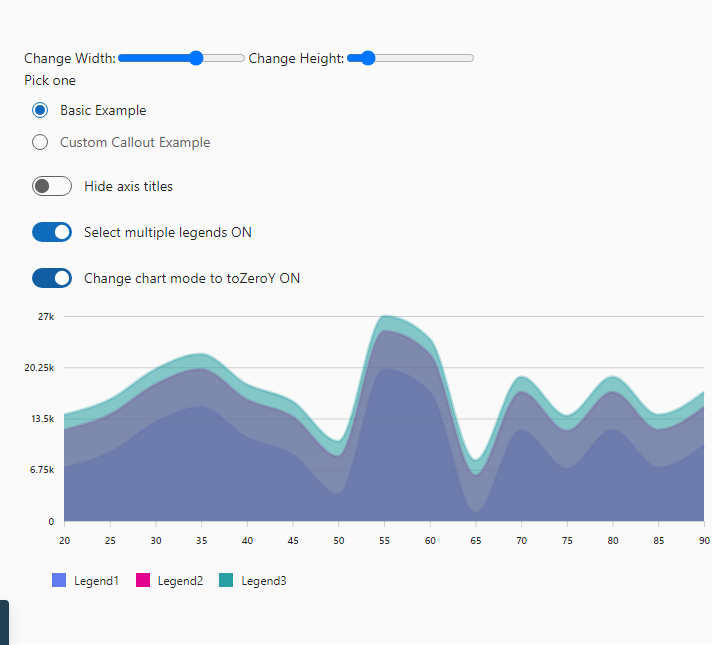 Change Width: Change Height:
Pick one
Basic Example
Custom Callout Example
Hide axis titles
Select multiple legends ON
Change chart mode to toZeroY ON
27k
20.25k
13.5k
6.75k
0
20 25 30 35 40 45 50 55 60 65 70 75 80 85 90
Legend1 Legend2 Legend3